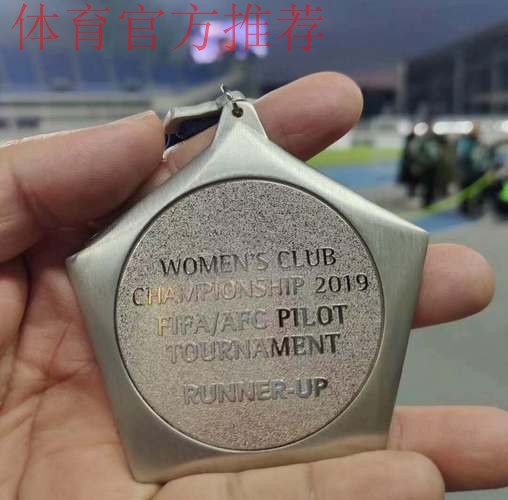 体育官方推荐
WOMEN'S CLUB
CHAMPIONSHIP 2019
FIFA/AFC PILOT
TOURNAMENT
RUNNER-UP